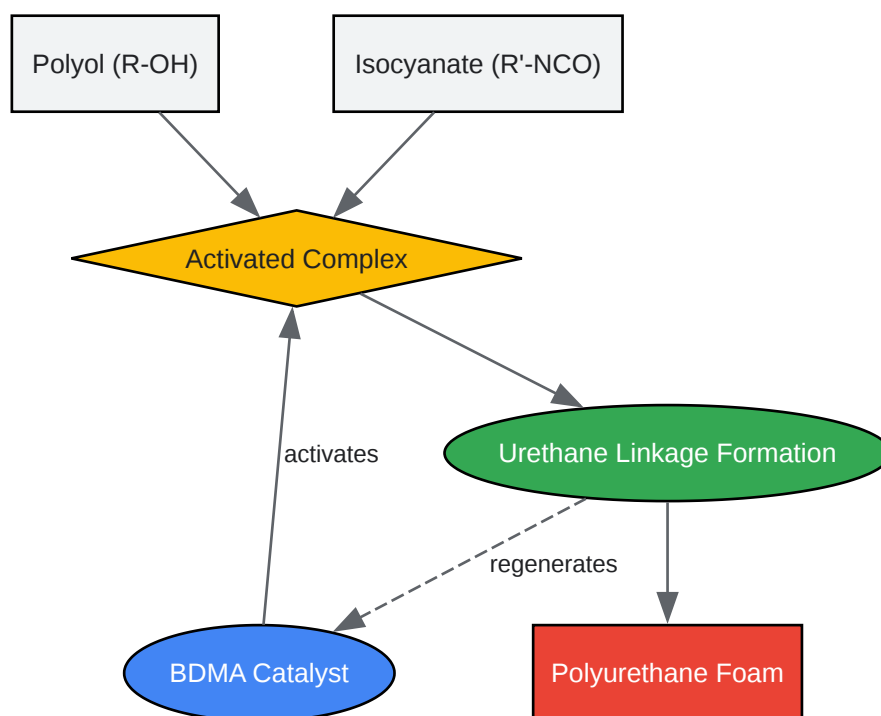 Polyol (R-OH)
Isocyanate (R'-NCO)
Activated Complex
activates
Urethane Linkage Formation
regenerates
BDMA Catalyst
Polyurethane Foam